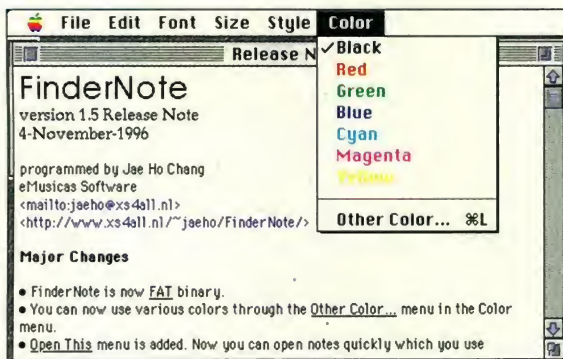 File Edit Font Size Style Color
Release N
✓Black
Red
Green
Blue
Cyan
Magenta
Yellow
Other Color... ⌘L
FinderNote
version 1.5 Release Note
4-November-1996
programmed by Jae Ho Chang
eMusicas Software
<mailto:jaeho@xs4all.nl>
<http://www.xs4all.nl/~jaeho/FinderNote/>
Major Changes
• FinderNote is now FAT binary.
• You can now use various colors through the Other Color... menu in the Color
menu.
• Open This menu is added. Now you can open notes quickly which you use